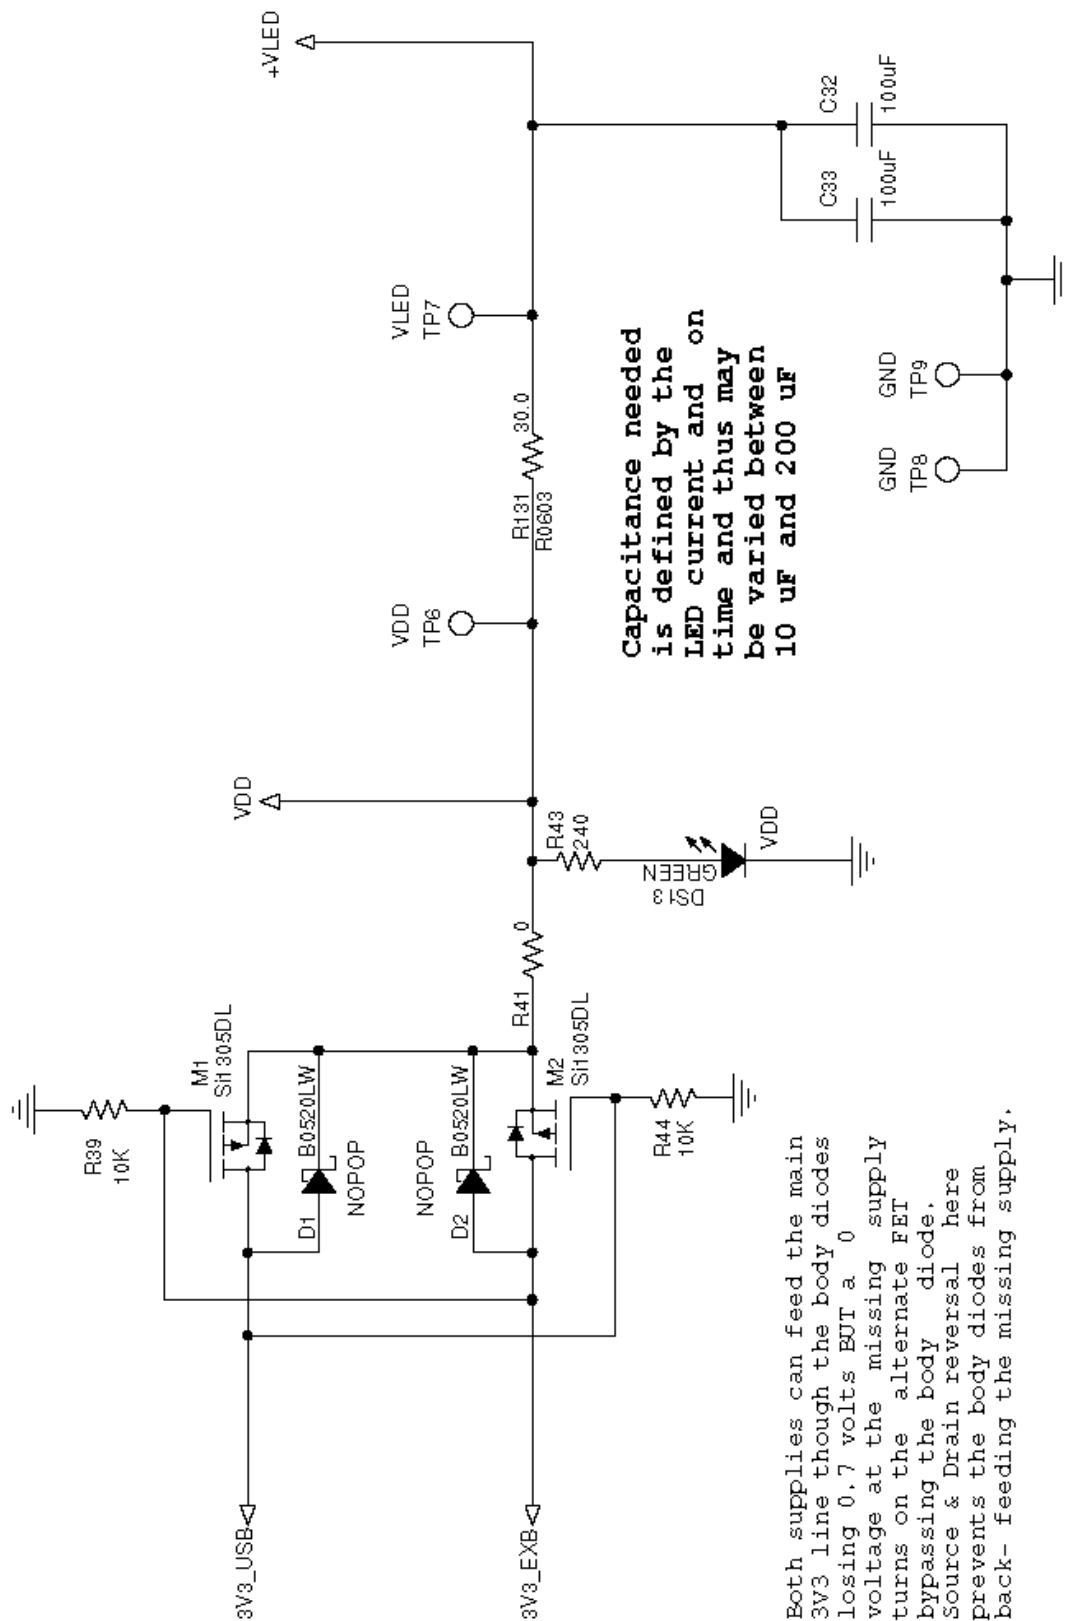 3V3_USB
3V3_EXB
R39
10K
M1
Si1305DL
D1
B0520LW
NOPOP
NOPOP
D2
B0520LW
M2
Si1305DL
R44
10K
R41
0
VDD
R43
240
GREEN
DS13
VDD
VDD
TP6
R131
30.0
R0603
VLED
TP7
+VLED
C33
100uF
C32
100uF
GND
TP8
GND
TP9
Capacitance needed
is defined by the
LED current and on
time and thus may
be varied between
10 uF and 200 uF
Both supplies can feed the main
3V3 line though the body diodes
losing 0.7 volts BUT a 0
voltage at the missing supply
turns on the alternate FET
bypassing the body diode.
Source & Drain reversal here
prevents the body diodes from
back- feeding the missing supply.